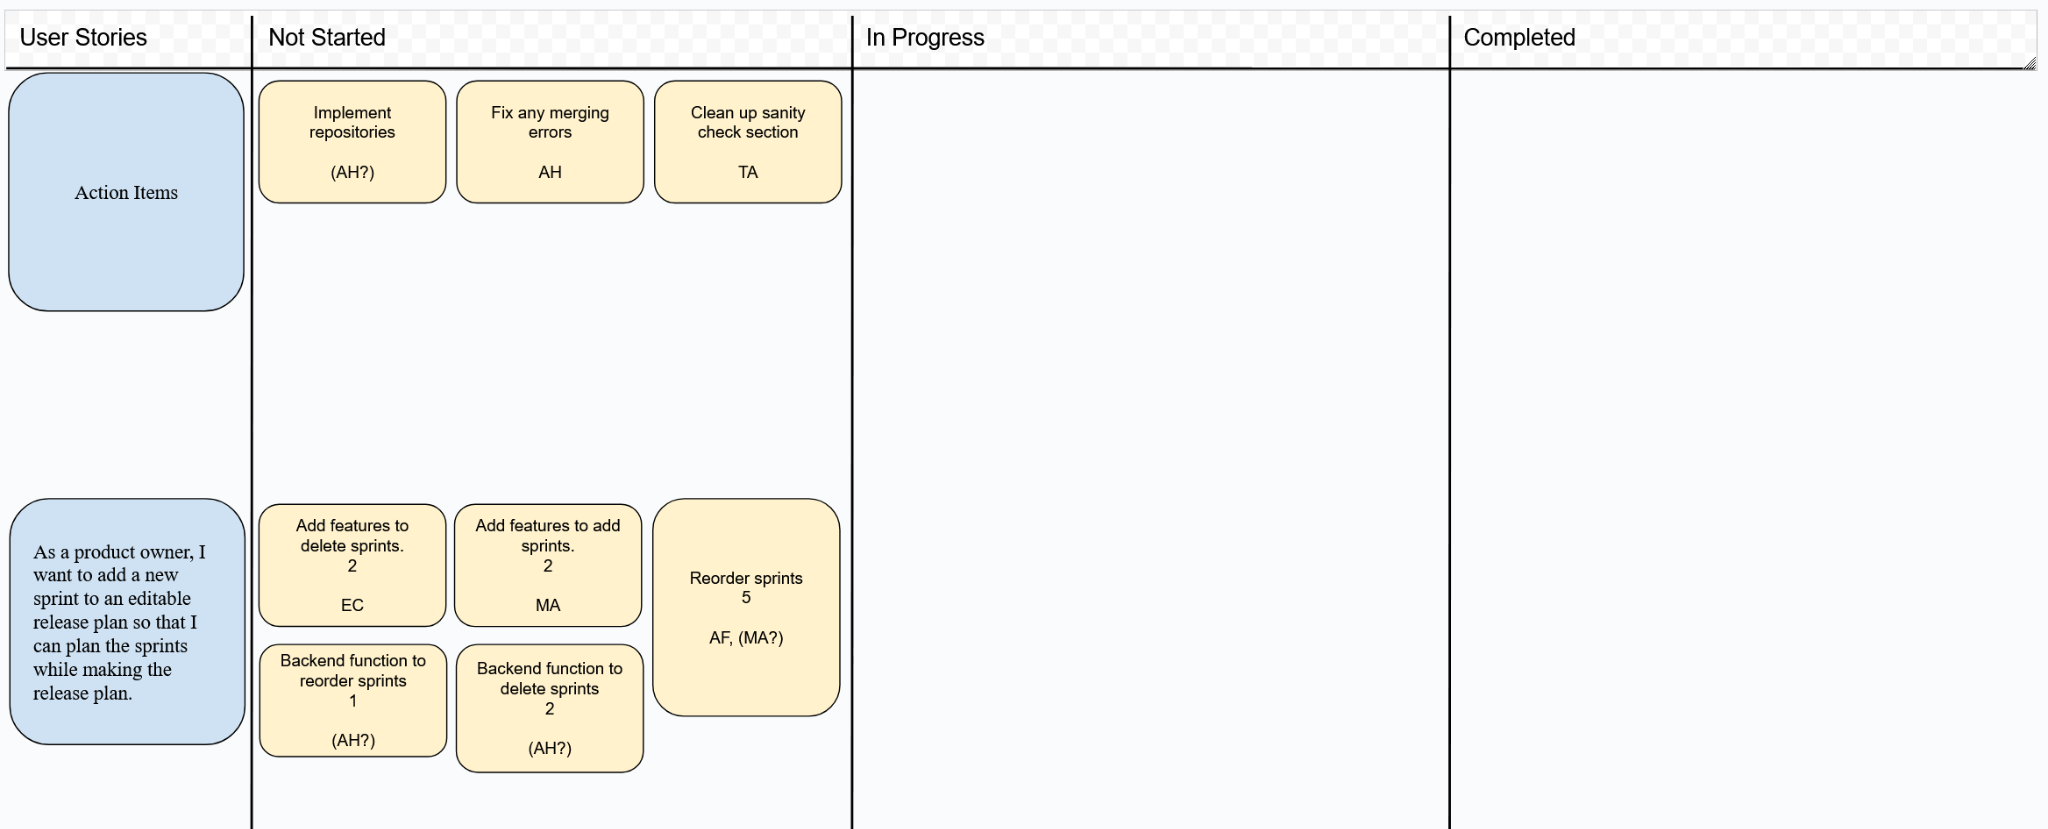 User Stories
Not Started
In Progress
Completed
Action Items
Implement
repositories
(AH?)
Fix any merging
errors
AH
Clean up sanity
check section
TA
As a product owner, I
want to add a new
sprint to an editable
release plan so that I
can plan the sprints
while making the
release plan.
Add features to
delete sprints.
2
EC
Add features to add
sprints.
2
MA
Reorder sprints
5
AF, (MA?)
Backend function to
reorder sprints
1
(AH?)
Backend function to
delete sprints
2
(AH?)